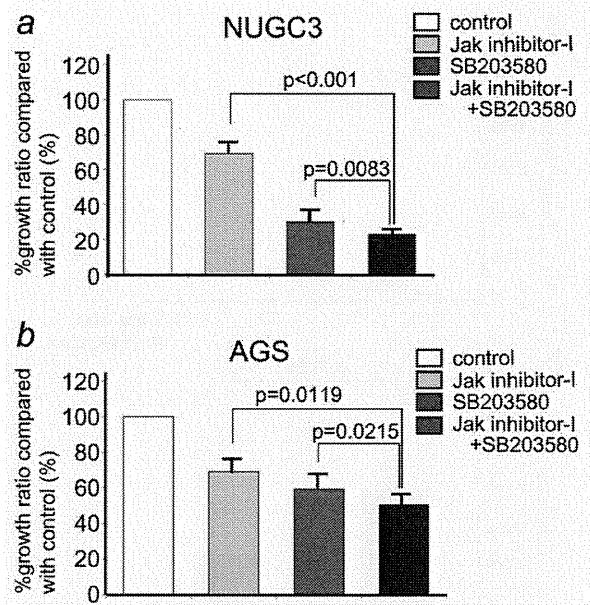 a
NUGC3
control
Jak inhibitor-I
SB203580
Jak inhibitor-I
+SB203580
%growth ratio compared
with control (%)
120
100
80
60
40
20
0
p<0.001
p=0.0083
b
AGS
control
Jak inhibitor-I
SB203580
Jak inhibitor-I
+SB203580
%growth ratio compared
with control (%)
120
100
80
60
40
20
0
p=0.0119
p=0.0215